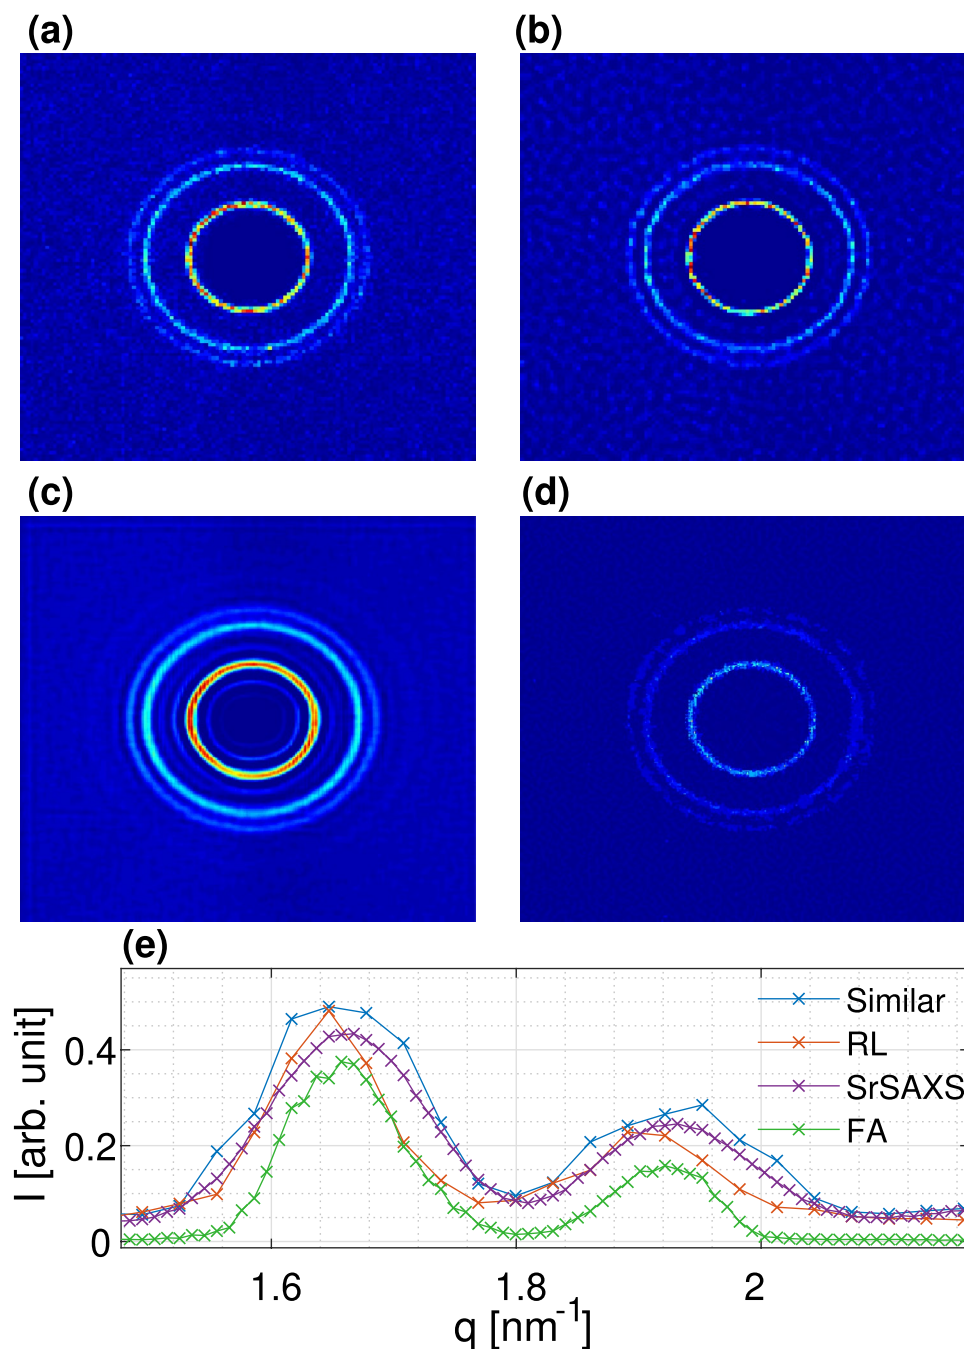 (a)
(b)
(c)
(d)
(e)
Similar
RL
SrSAXS
FA
I [arb. unit]
0.4
0.2
0
1.6
1.8
2
q [nm⁻¹]